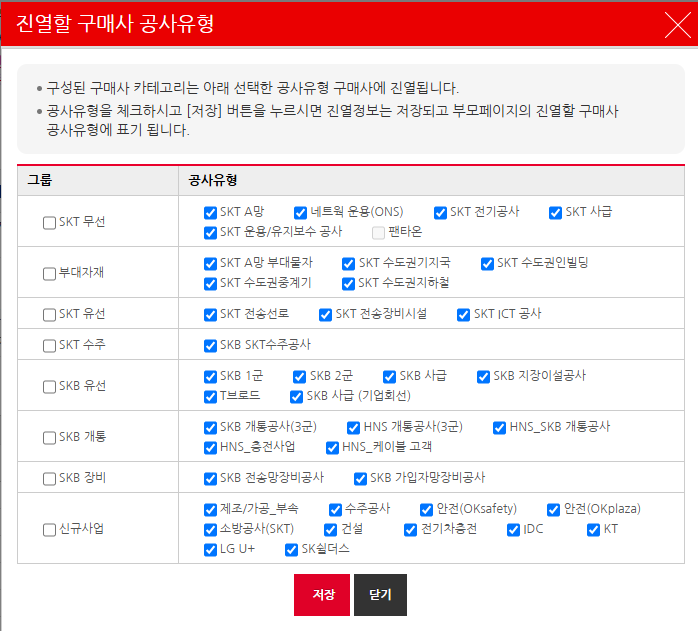 진열할 구매사 공사유형
• 구성된 구매사 카테고리는 아래 선택한 공사유형 구매사에 진열됩니다.
• 공사유형을 체크하시고 [저장] 버튼을 누르시면 진열정보는 저장되고 부모페이지의 진열할 구매사
공사유형에 표기 됩니다.
그룹 공사유형
SKT 무선
SKT A망 네트웍 운용(ONS) SKT 전기공사 SKT 사급
SKT 운용/유지보수 공사 팬타온
부대자재
SKT A망 부대물자 SKT 수도권기지국 SKT 수도권인빌딩
SKT 수도권중계기 SKT 수도권지하철
SKT 유선 SKT 전송선로 SKT 전송장비시설 SKT ICT 공사
SKT 수주 SKB SKT수주공사
SKB 유선
SKB 1군 SKB 2군 SKB 사급 SKB 지장이설공사
T브로드 SKB 사급 (기업회선)
SKB 개통
SKB 개통공사(3군) HNS 개통공사(3군) HNS_SKB 개통공사
HNS_충전사업 HNS_케이블 고객
SKB 장비 SKB 전송망장비공사 SKB 가입자망장비공사
신규사업
제조/가공_부속 수주공사 안전(OKsafety) 안전(OKplaza)
소방공사(SKT) 건설 전기차충전 IDC KT
LG U+ SK쉴더스
저장 닫기